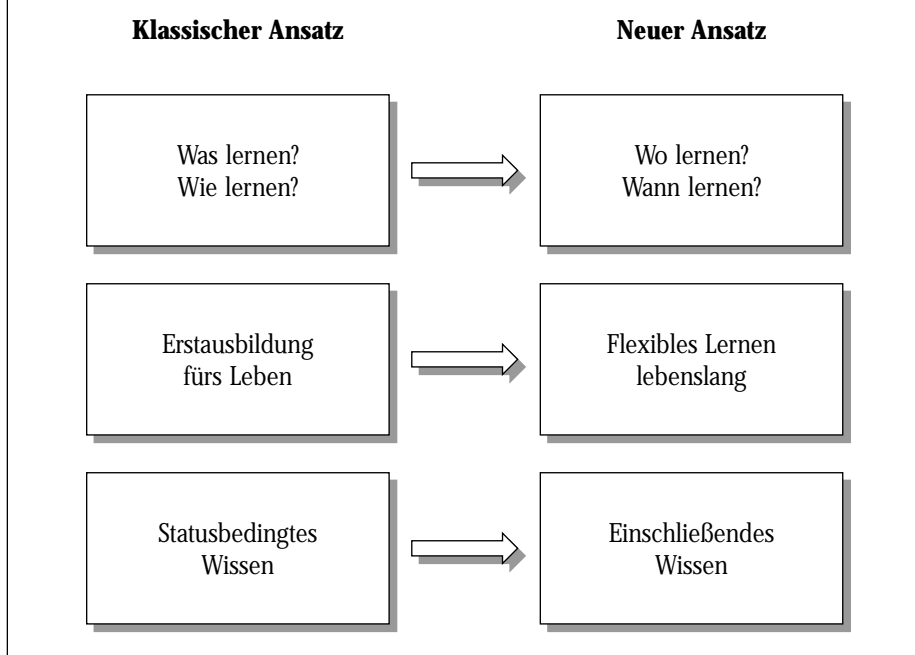 Klassischer Ansatz
Neuer Ansatz
Was lernen?
Wie lernen?
Wo lernen?
Wann lernen?
Erstausbildung
fürs Leben
Flexibles Lernen
lebenslang
Statusbedingtes
Wissen
Einschließendes
Wissen